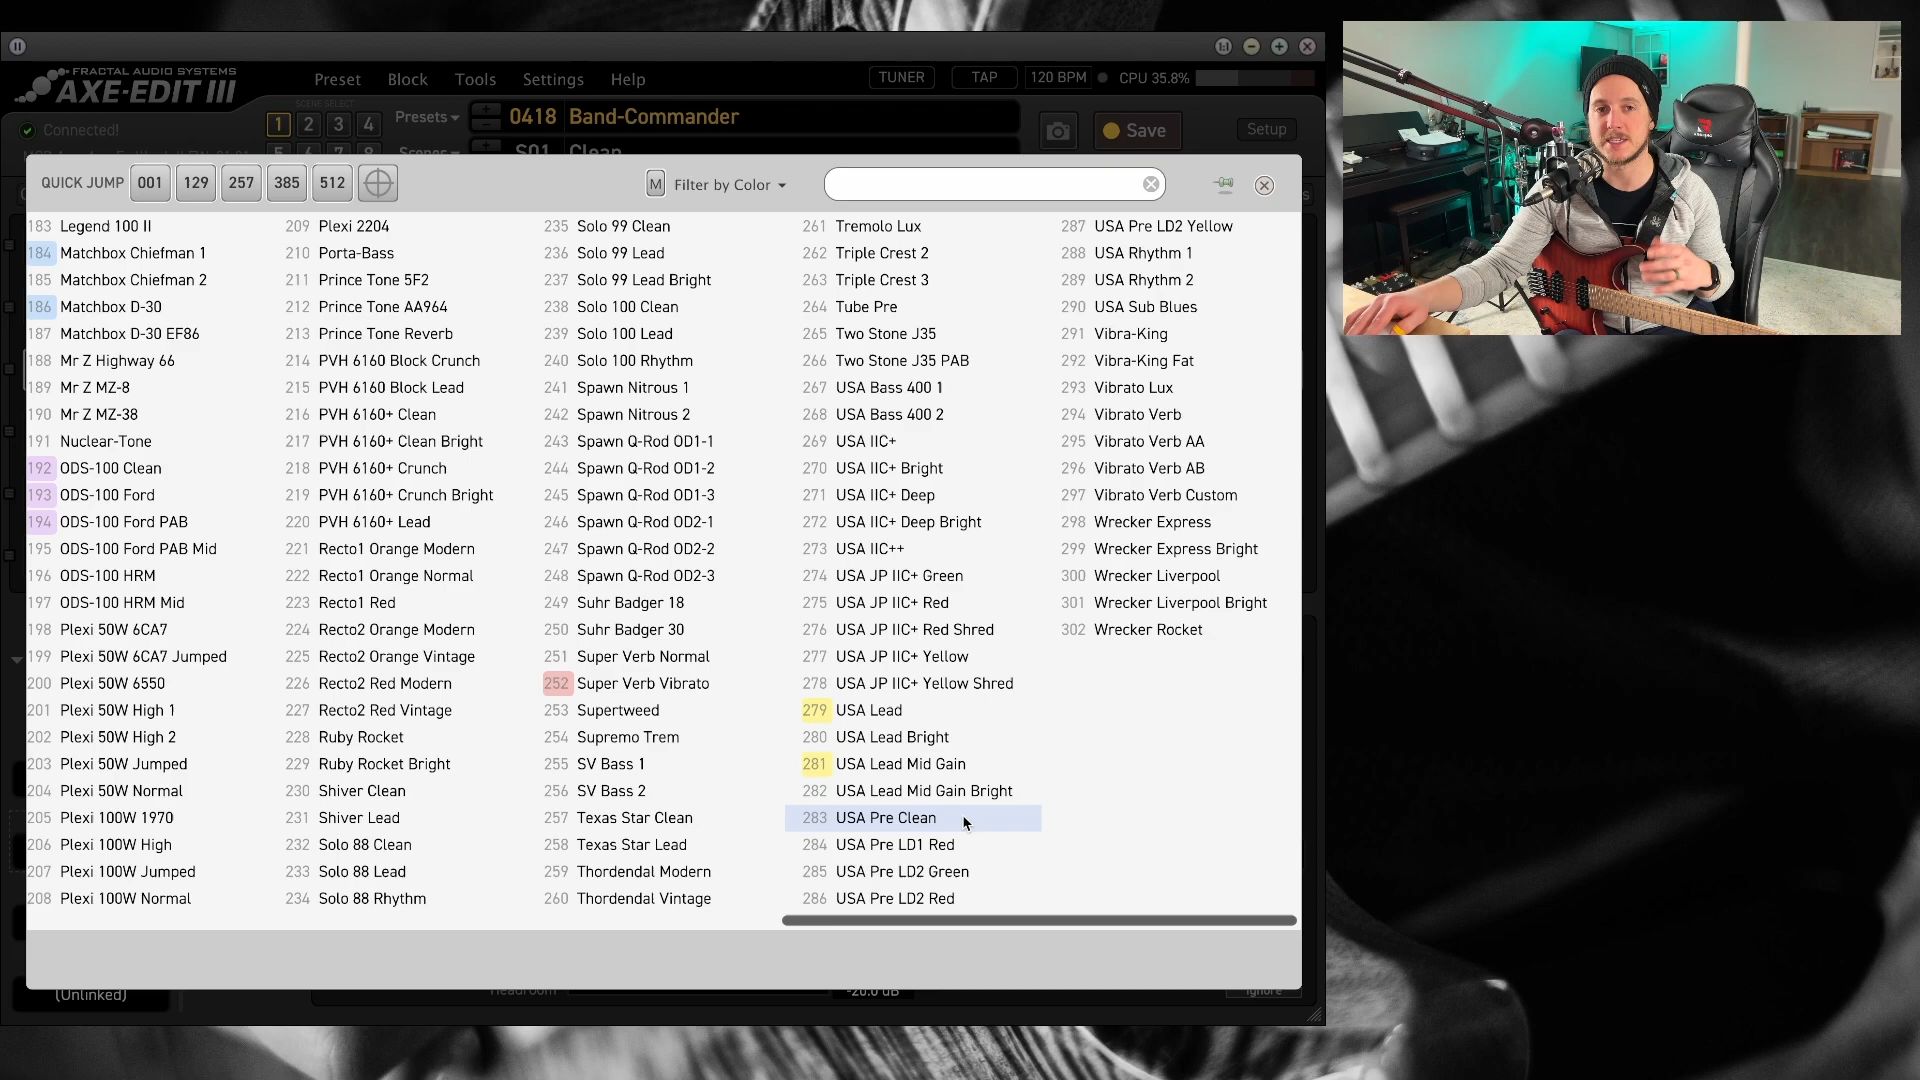 FRACTAL AUDIO SYSTEMS
AXE-EDIT III
Preset Block Tools Settings Help
TUNER TAP 120 BPM CPU 35.8%
SCENE SELECT
Connected!
1 2 3 4
Presets
0418 Band-Commander
Save
Setup
S01 Clean
QUICK JUMP 001 129 257 385 512
M Filter by Color
183 Legend 100 II
184 Matchbox Chiefman 1
185 Matchbox Chiefman 2
186 Matchbox D-30
187 Matchbox D-30 EF86
188 Mr Z Highway 66
189 Mr Z MZ-8
190 Mr Z MZ-38
191 Nuclear-Tone
192 ODS-100 Clean
193 ODS-100 Ford
194 ODS-100 Ford PAB
195 ODS-100 Ford PAB Mid
196 ODS-100 HRM
197 ODS-100 HRM Mid
198 Plexi 50W 6CA7
199 Plexi 50W 6CA7 Jumped
200 Plexi 50W 6550
201 Plexi 50W High 1
202 Plexi 50W High 2
203 Plexi 50W Jumped
204 Plexi 50W Normal
205 Plexi 100W 1970
206 Plexi 100W High
207 Plexi 100W Jumped
208 Plexi 100W Normal
209 Plexi 2204
210 Porta-Bass
211 Prince Tone 5F2
212 Prince Tone AA964
213 Prince Tone Reverb
214 PVH 6160 Block Crunch
215 PVH 6160 Block Lead
216 PVH 6160+ Clean
217 PVH 6160+ Clean Bright
218 PVH 6160+ Crunch
219 PVH 6160+ Crunch Bright
220 PVH 6160+ Lead
221 Recto1 Orange Modern
222 Recto1 Orange Normal
223 Recto1 Red
224 Recto2 Orange Modern
225 Recto2 Orange Vintage
226 Recto2 Red Modern
227 Recto2 Red Vintage
228 Ruby Rocket
229 Ruby Rocket Bright
230 Shiver Clean
231 Shiver Lead
232 Solo 88 Clean
233 Solo 88 Lead
234 Solo 88 Rhythm
235 Solo 99 Clean
236 Solo 99 Lead
237 Solo 99 Lead Bright
238 Solo 100 Clean
239 Solo 100 Lead
240 Solo 100 Rhythm
241 Spawn Nitrous 1
242 Spawn Nitrous 2
243 Spawn Q-Rod OD1-1
244 Spawn Q-Rod OD1-2
245 Spawn Q-Rod OD1-3
246 Spawn Q-Rod OD2-1
247 Spawn Q-Rod OD2-2
248 Spawn Q-Rod OD2-3
249 Suhr Badger 18
250 Suhr Badger 30
251 Super Verb Normal
252 Super Verb Vibrato
253 Supertweed
254 Supremo Trem
255 SV Bass 1
256 SV Bass 2
257 Texas Star Clean
258 Texas Star Lead
259 Thordendal Modern
260 Thordendal Vintage
261 Tremolo Lux
262 Triple Crest 2
263 Triple Crest 3
264 Tube Pre
265 Two Stone J35
266 Two Stone J35 PAB
267 USA Bass 400 1
268 USA Bass 400 2
269 USA IIC+
270 USA IIC+ Bright
271 USA IIC+ Deep
272 USA IIC+ Deep Bright
273 USA IIC++
274 USA JP IIC+ Green
275 USA JP IIC+ Red
276 USA JP IIC+ Red Shred
277 USA JP IIC+ Yellow
278 USA JP IIC+ Yellow Shred
279 USA Lead
280 USA Lead Bright
281 USA Lead Mid Gain
282 USA Lead Mid Gain Bright
283 USA Pre Clean
284 USA Pre LD1 Red
285 USA Pre LD2 Green
286 USA Pre LD2 Red
287 USA Pre LD2 Yellow
288 USA Rhythm 1
289 USA Rhythm 2
290 USA Sub Blues
291 Vibra-King
292 Vibra-King Fat
293 Vibrato Lux
294 Vibrato Verb
295 Vibrato Verb AA
296 Vibrato Verb AB
297 Vibrato Verb Custom
298 Wrecker Express
299 Wrecker Express Bright
300 Wrecker Liverpool
301 Wrecker Liverpool Bright
302 Wrecker Rocket
(Unlinked)
Headroom
-20.0 dB
Ignore